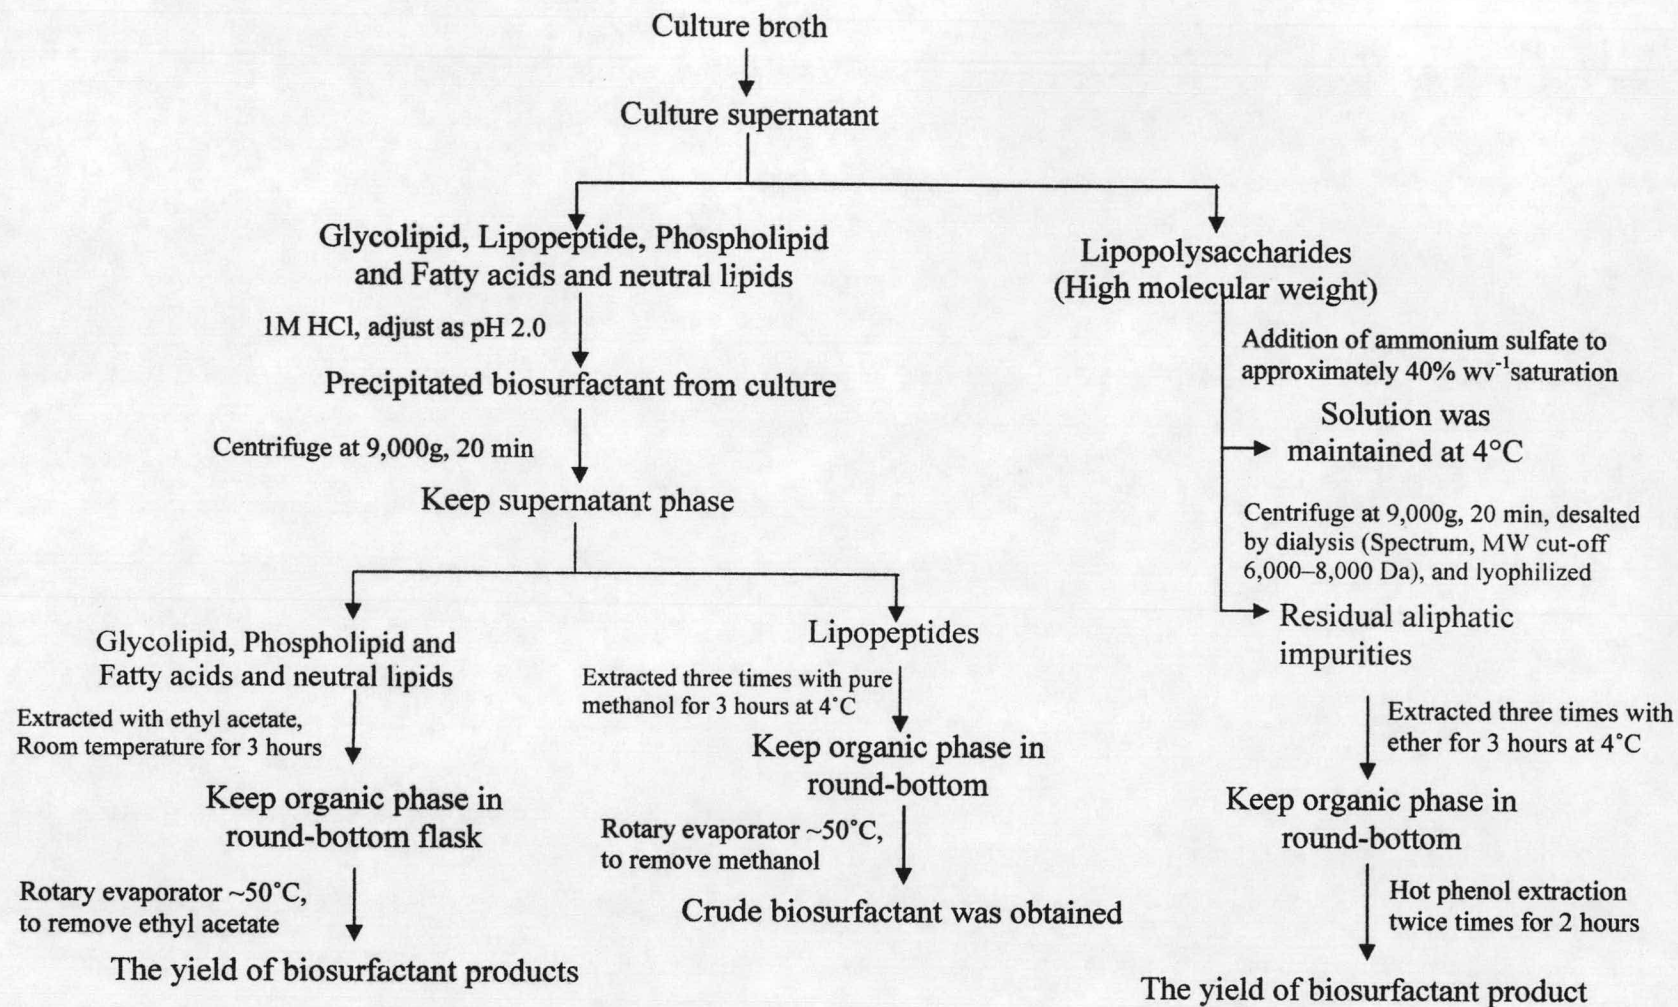 Culture broth
Culture supernatant
Glycolipid, Lipopeptide, Phospholipid
and Fatty acids and neutral lipids
1M HCl, adjust as pH 2.0
Precipitated biosurfactant from culture
Centrifuge at 9,000g, 20 min
Keep supernatant phase
Glycolipid, Phospholipid and
Fatty acids and neutral lipids
Extracted with ethyl acetate,
Room temperature for 3 hours
Keep organic phase in
round-bottom flask
Rotary evaporator ~50°C,
to remove ethyl acetate
The yield of biosurfactant products
Lipopeptides
Extracted three times with pure
methanol for 3 hours at 4°C
Keep organic phase in
round-bottom
Rotary evaporator ~50°C,
to remove methanol
Crude biosurfactant was obtained
Lipopolysaccharides
(High molecular weight)
Addition of ammonium sulfate to
approximately 40% wv⁻¹saturation
Solution was
maintained at 4°C
Centrifuge at 9,000g, 20 min, desalted
by dialysis (Spectrum, MW cut-off
6,000–8,000 Da), and lyophilized
Residual aliphatic
impurities
Extracted three times with
ether for 3 hours at 4°C
Keep organic phase in
round-bottom
Hot phenol extraction
twice times for 2 hours
The yield of biosurfactant product